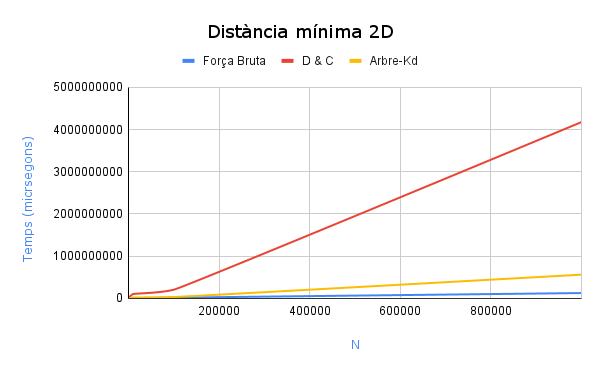 Distància mínima 2D
Força Bruta D & C Arbre-Kd
5000000000
4000000000
3000000000
2000000000
1000000000
0
Temps (micrsegons)
200000 400000 600000 800000
N